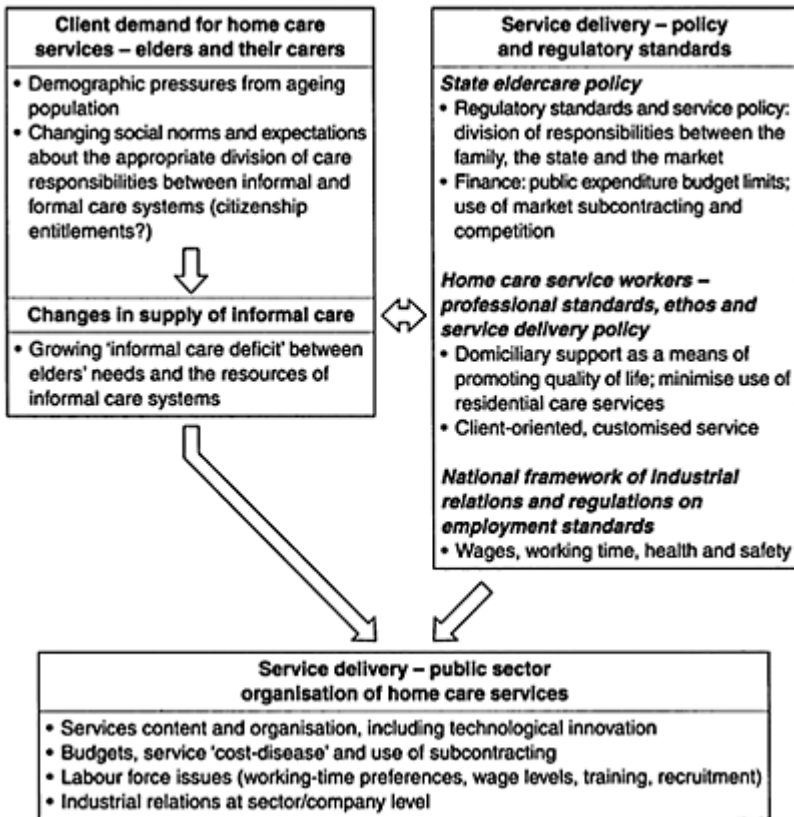 Client demand for home care
services – elders and their carers
• Demographic pressures from ageing
population
• Changing social norms and expectations
about the appropriate division of care
responsibilities between informal and
formal care systems (citizenship
entitlements?)
Changes in supply of informal care
• Growing ‘informal care deficit’ between
elders’ needs and the resources of
informal care systems
Service delivery – policy
and regulatory standards
State eldercare policy
• Regulatory standards and service policy:
division of responsibilities between the
family, the state and the market
• Finance: public expenditure budget limits;
use of market subcontracting and
competition
Home care service workers –
professional standards, ethos and
service delivery policy
• Domiciliary support as a means of
promoting quality of life; minimise use of
residential care services
• Client-oriented, customised service
National framework of industrial
relations and regulations on
employment standards
• Wages, working time, health and safety
Service delivery – public sector
organisation of home care services
• Services content and organisation, including technological innovation
• Budgets, service ‘cost-disease’ and use of subcontracting
• Labour force issues (working-time preferences, wage levels, training, recruitment)
• Industrial relations at sector/company level